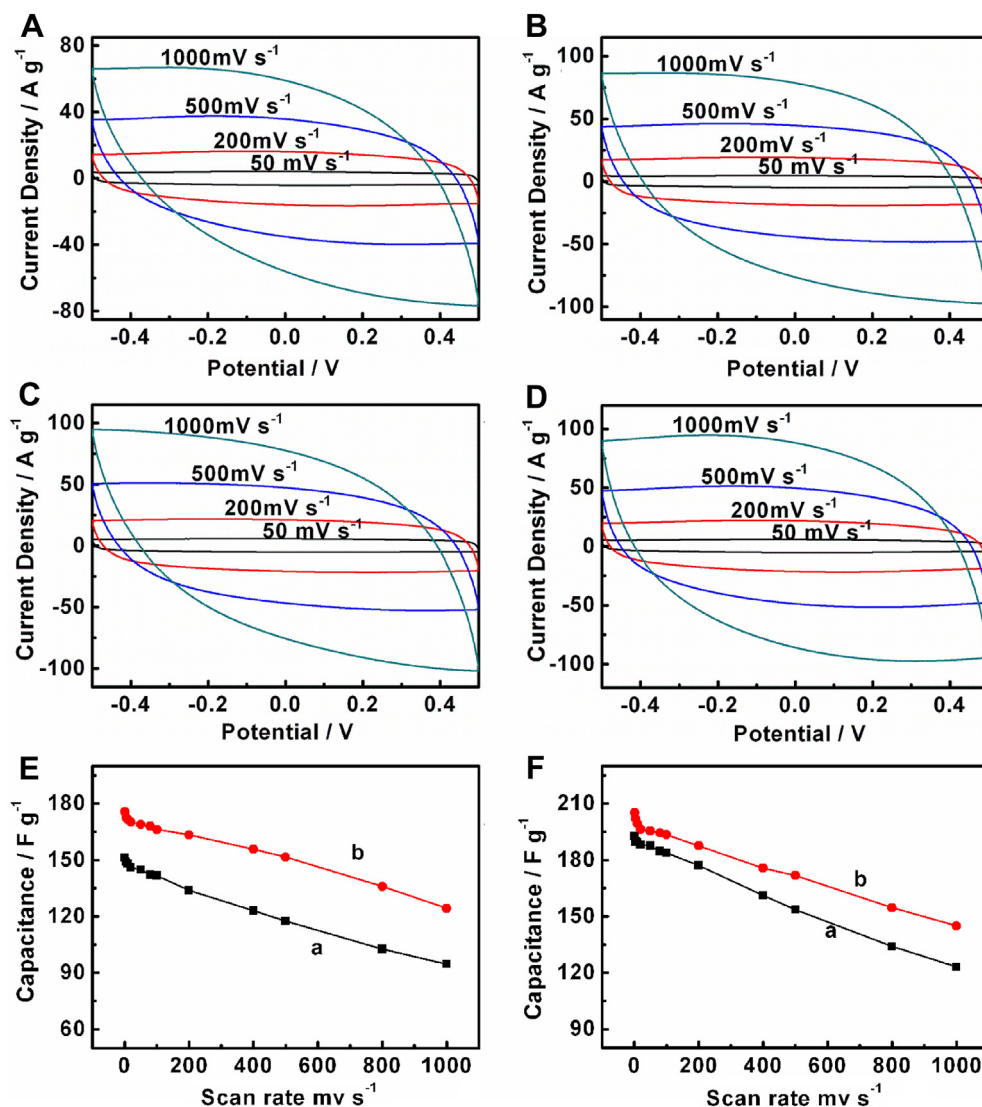 A
Current Density / A g⁻¹
80
40
0
-40
-80
1000mV s⁻¹
500mV s⁻¹
200mV s⁻¹
50 mV s⁻¹
-0.4 -0.2 0.0 0.2 0.4
Potential / V
B
Current Density / A g⁻¹
100
50
0
-50
-100
1000mV s⁻¹
500mV s⁻¹
200mV s⁻¹
50 mV s⁻¹
-0.4 -0.2 0.0 0.2 0.4
Potential / V
C
Current Density / A g⁻¹
100
50
0
-50
-100
1000mV s⁻¹
500mV s⁻¹
200mV s⁻¹
50 mV s⁻¹
-0.4 -0.2 0.0 0.2 0.4
Potential / V
D
Current Density / A g⁻¹
100
50
0
-50
-100
1000mV s⁻¹
500mV s⁻¹
200mV s⁻¹
50 mV s⁻¹
-0.4 -0.2 0.0 0.2 0.4
Potential / V
E
Capacitance / F g⁻¹
180
150
120
90
60
b
a
0 200 400 600 800 1000
Scan rate mv s⁻¹
F
Capacitance / F g⁻¹
210
180
150
120
90
b
a
0 200 400 600 800 1000
Scan rate mv s⁻¹